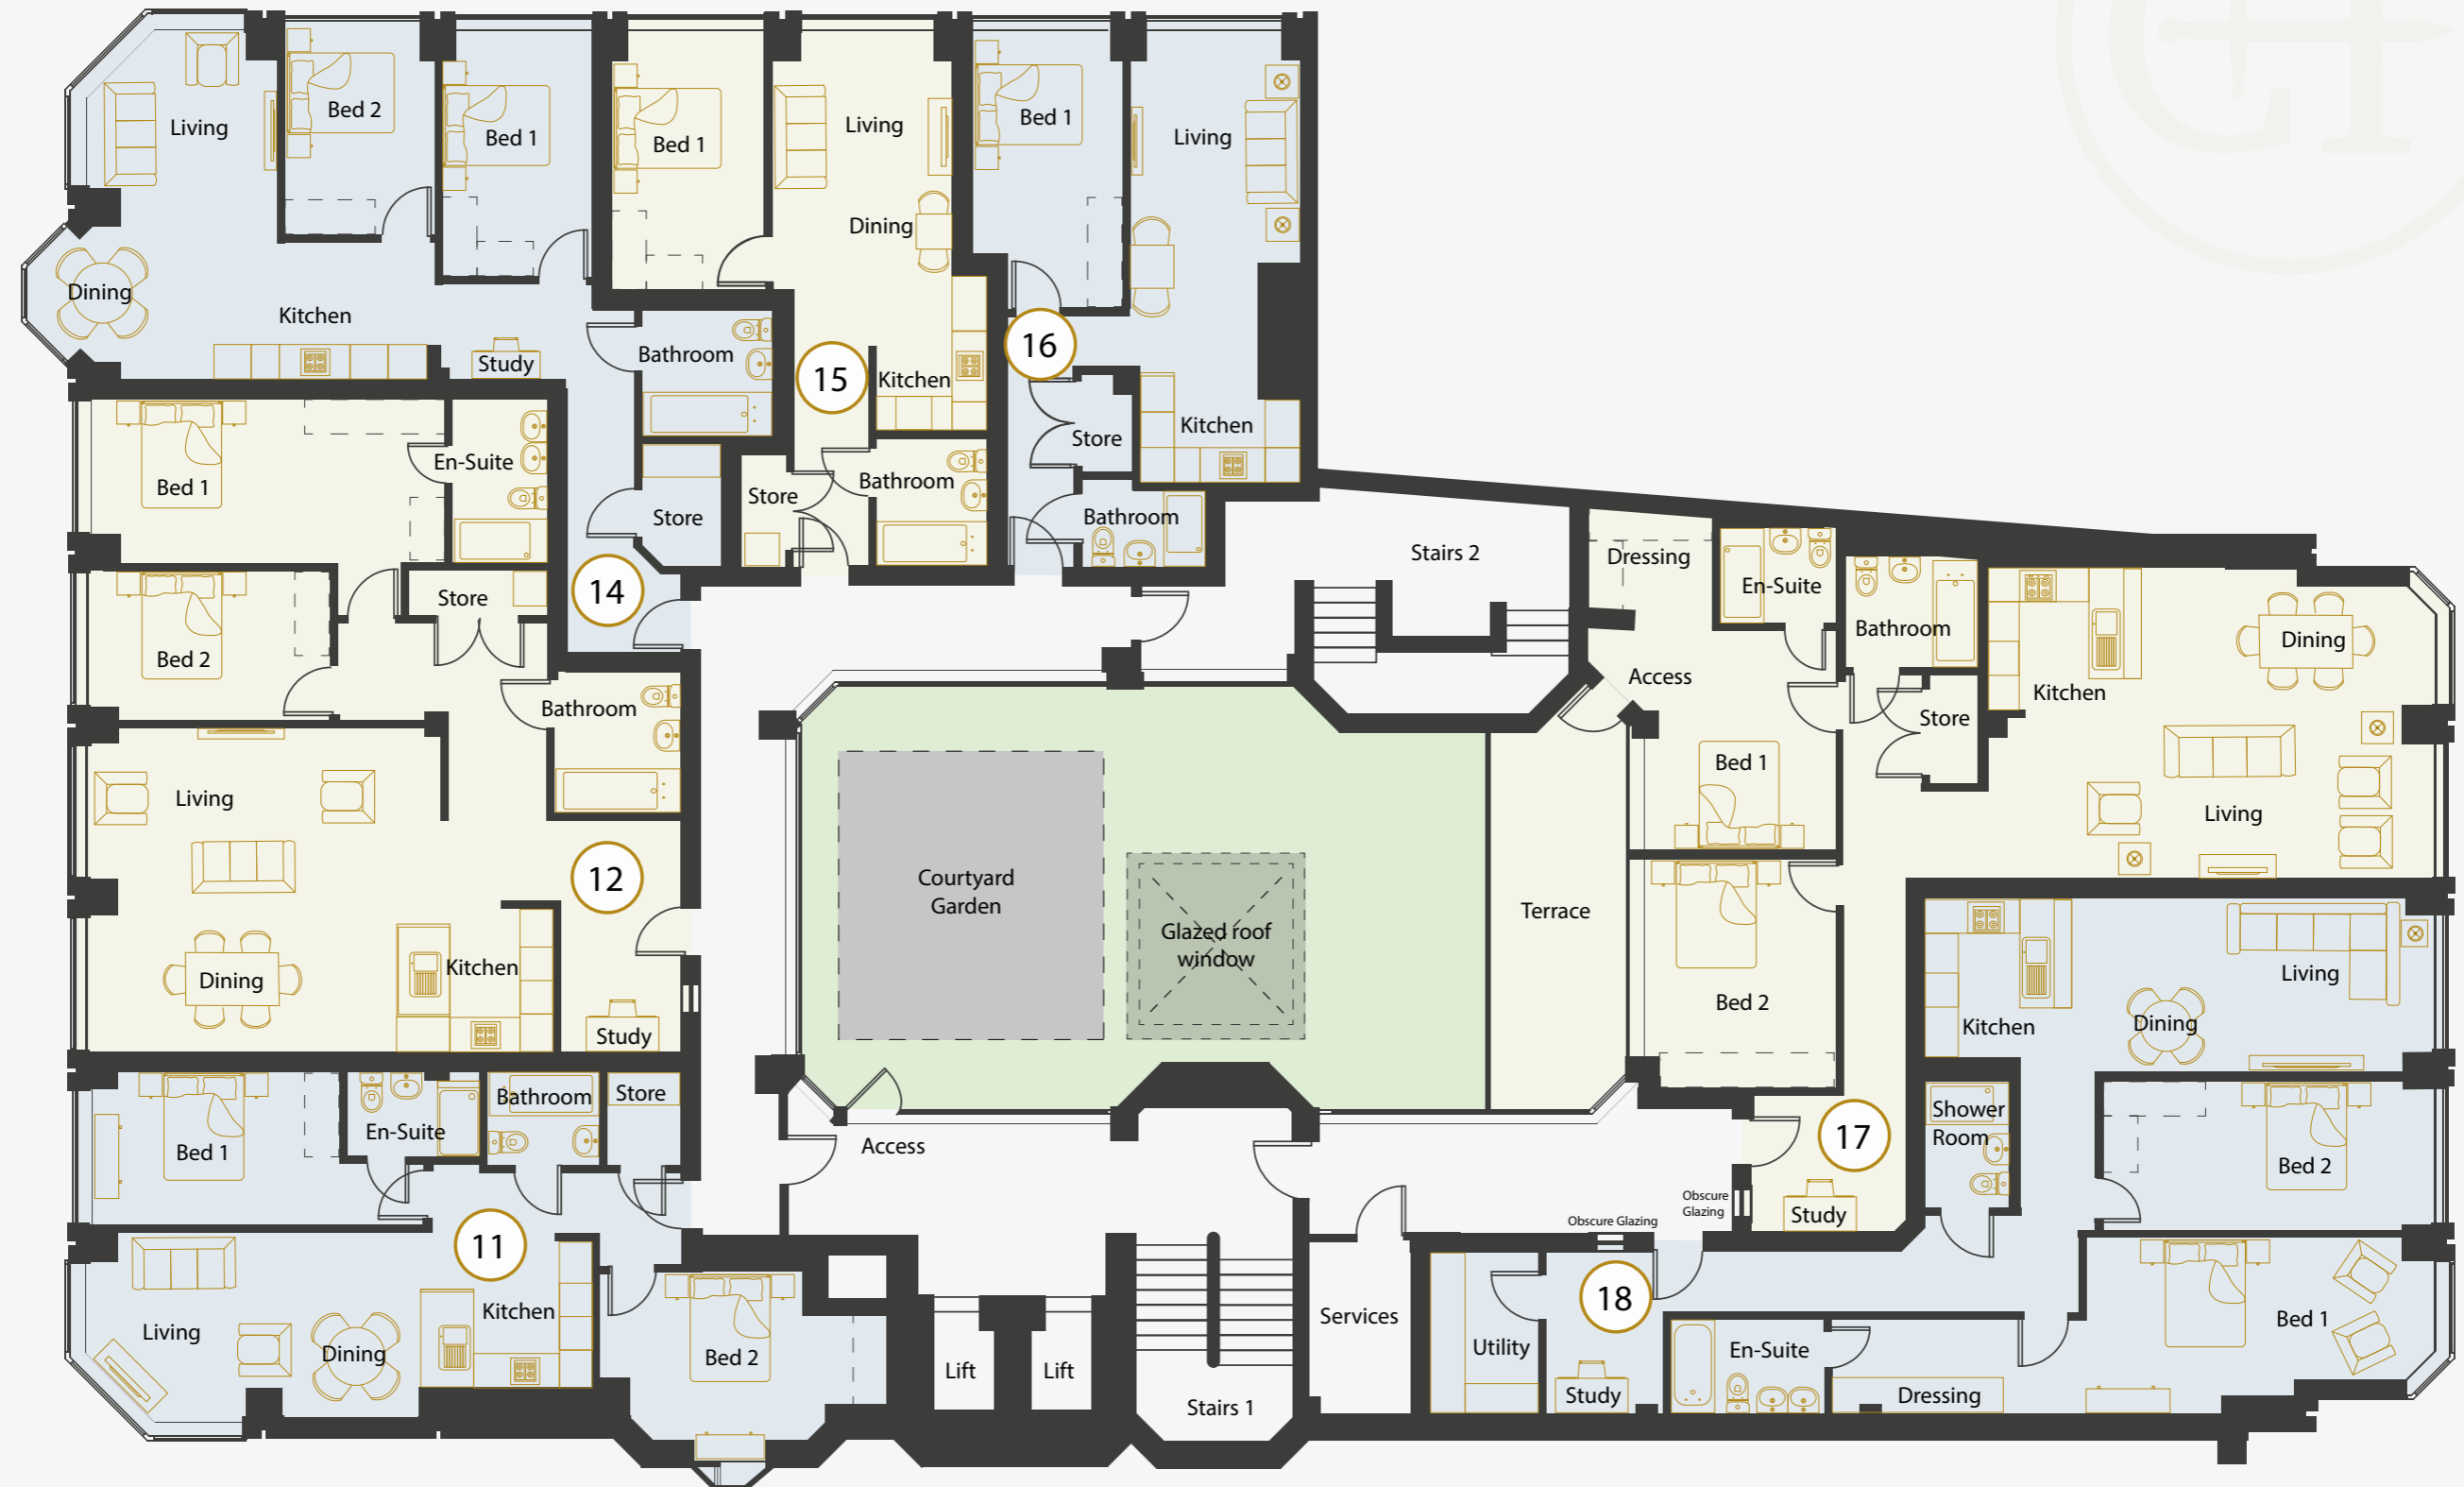 Living
Bed 2
Bed 1
Dining
Kitchen
Study
Bathroom
Store
14
Bed 1
Living
Dining
Kitchen
15
Store
Bathroom
Bed 1
Living
16
Store
Kitchen
Bathroom
Stairs 2
Bed 1
En-Suite
Bed 2
Store
Bathroom
Living
12
Dining
Kitchen
Study
Courtyard
Garden
Glazed roof
window
Terrace
Dressing
En-Suite
Bathroom
Access
Store
Kitchen
Dining
Bed 1
Living
Bed 2
17
Study
Obscure
Glazing
Obscure Glazing
Kitchen
Dining
Living
Shower
Room
Bed 2
Bed 1
18
Utility
Study
En-Suite
Dressing
Bed 1
En-Suite
Bathroom
Store
11
Living
Dining
Kitchen
Bed 2
Access
Lift
Lift
Stairs 1
Services